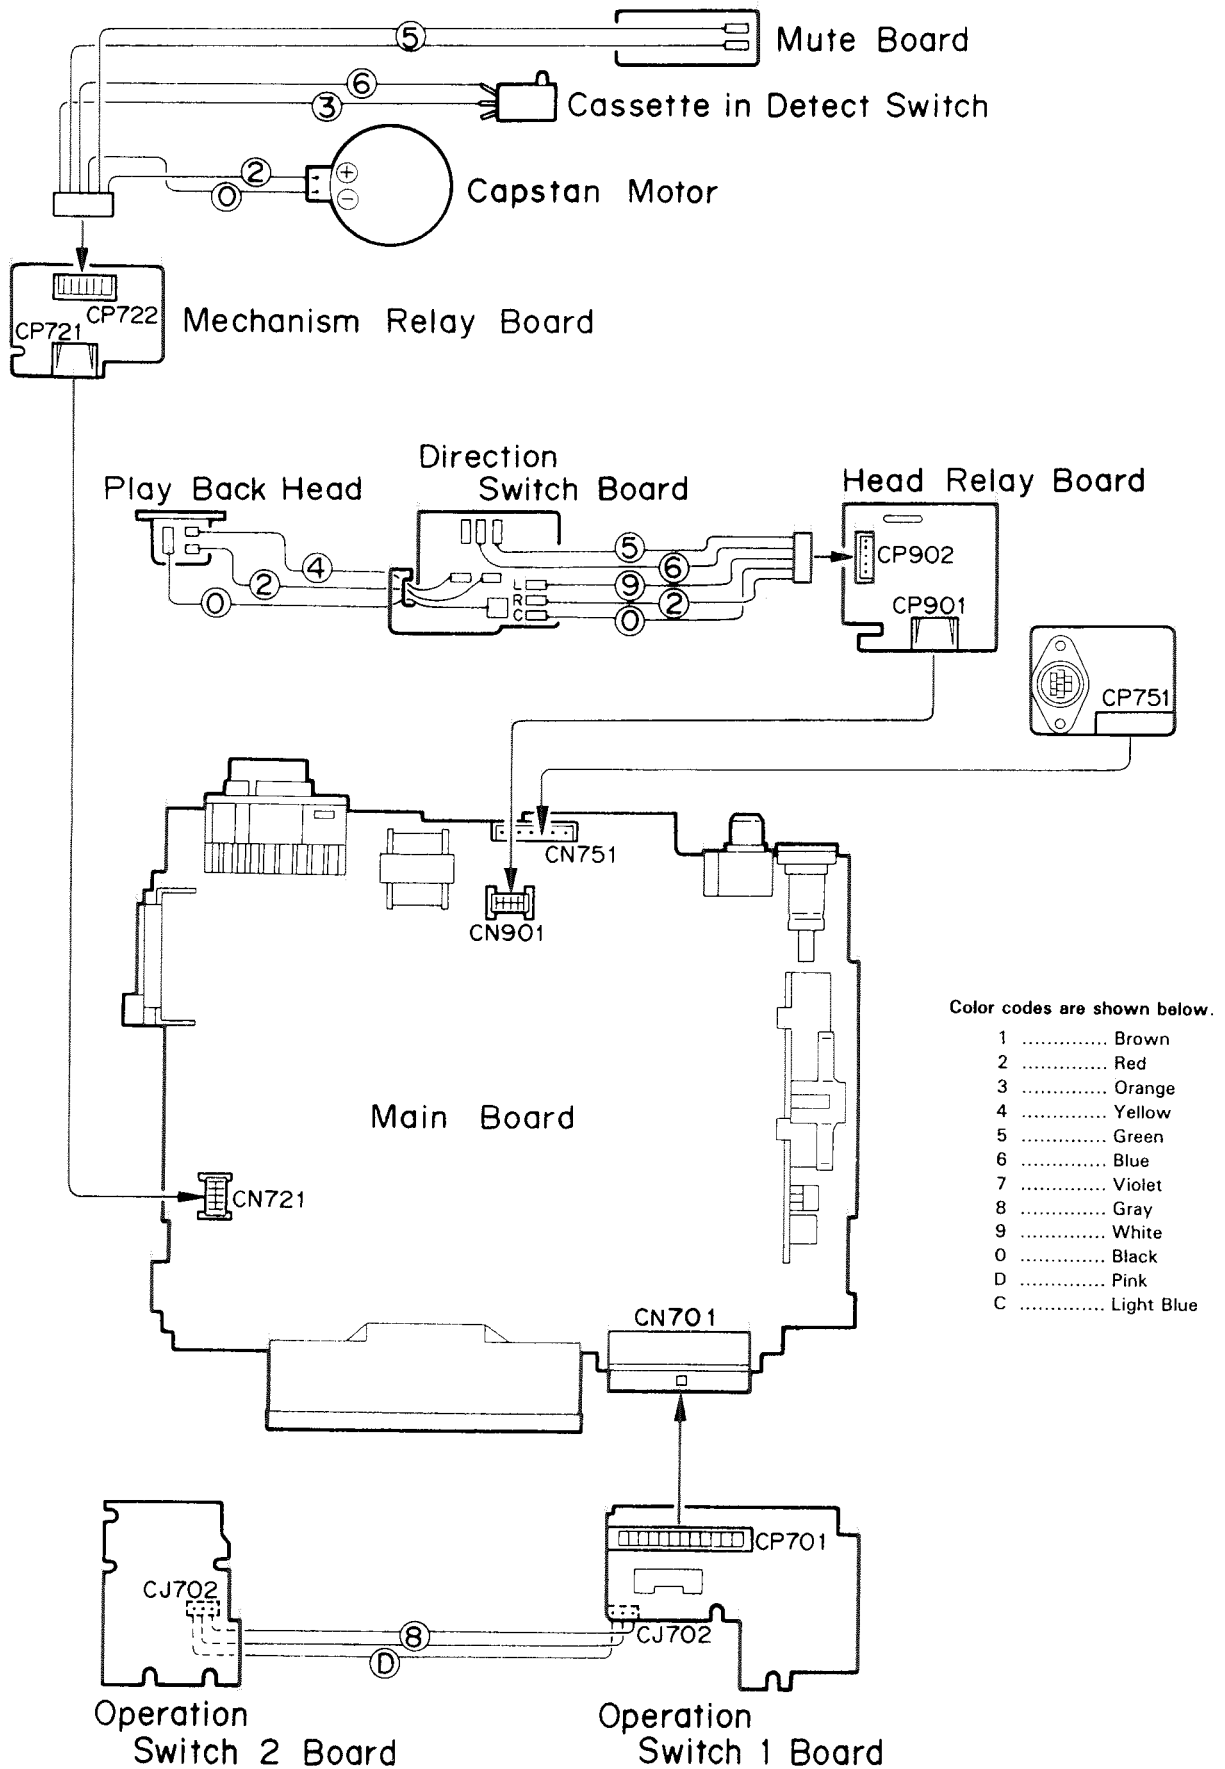 5
Mute Board
6
3
Cassette in Detect Switch
2
0
+
−
Capstan Motor
CP722
CP721
Mechanism Relay Board
Play Back Head
4
2
0
Direction
Switch Board
L
R
C
5
6
9
2
0
Head Relay Board
CP902
CP901
CP751
CN751
CN901
Main Board
CN721
CN701
Color codes are shown below.
1 .............. Brown
2 .............. Red
3 .............. Orange
4 .............. Yellow
5 .............. Green
6 .............. Blue
7 .............. Violet
8 .............. Gray
9 .............. White
0 .............. Black
D .............. Pink
C .............. Light Blue
CJ702
8
D
CP701
CJ702
Operation
Switch 2 Board
Operation
Switch 1 Board